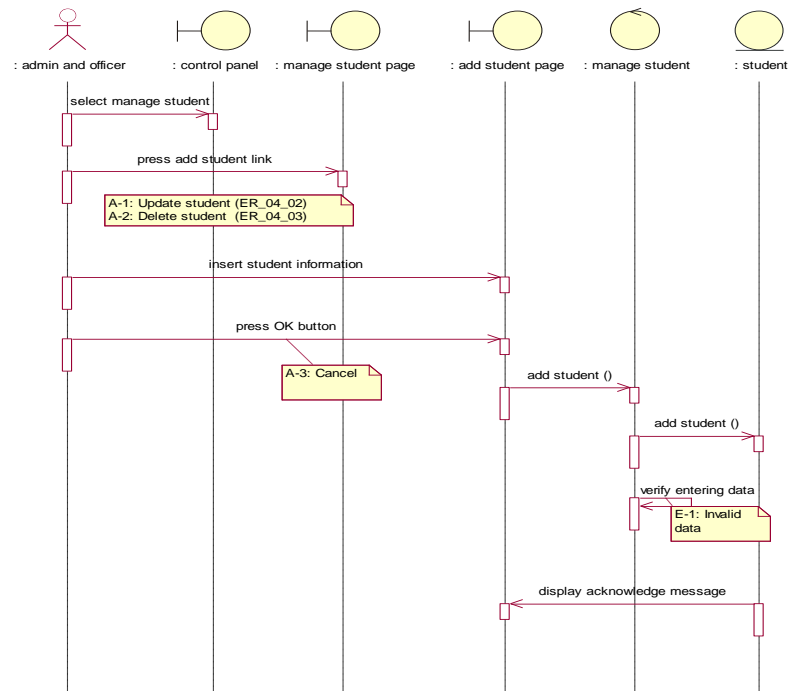 : admin and officer
: control panel
: manage student page
: add student page
: manage student
: student
select manage student
press add student link
A-1: Update student (ER_04_02)
A-2: Delete student (ER_04_03)
insert student information
press OK button
A-3: Cancel
add student ()
add student ()
verify entering data
E-1: Invalid
data
display acknowledge message